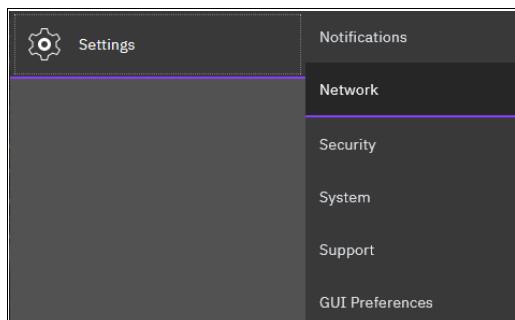 Settings
Notifications
Network
Security
System
Support
GUI Preferences